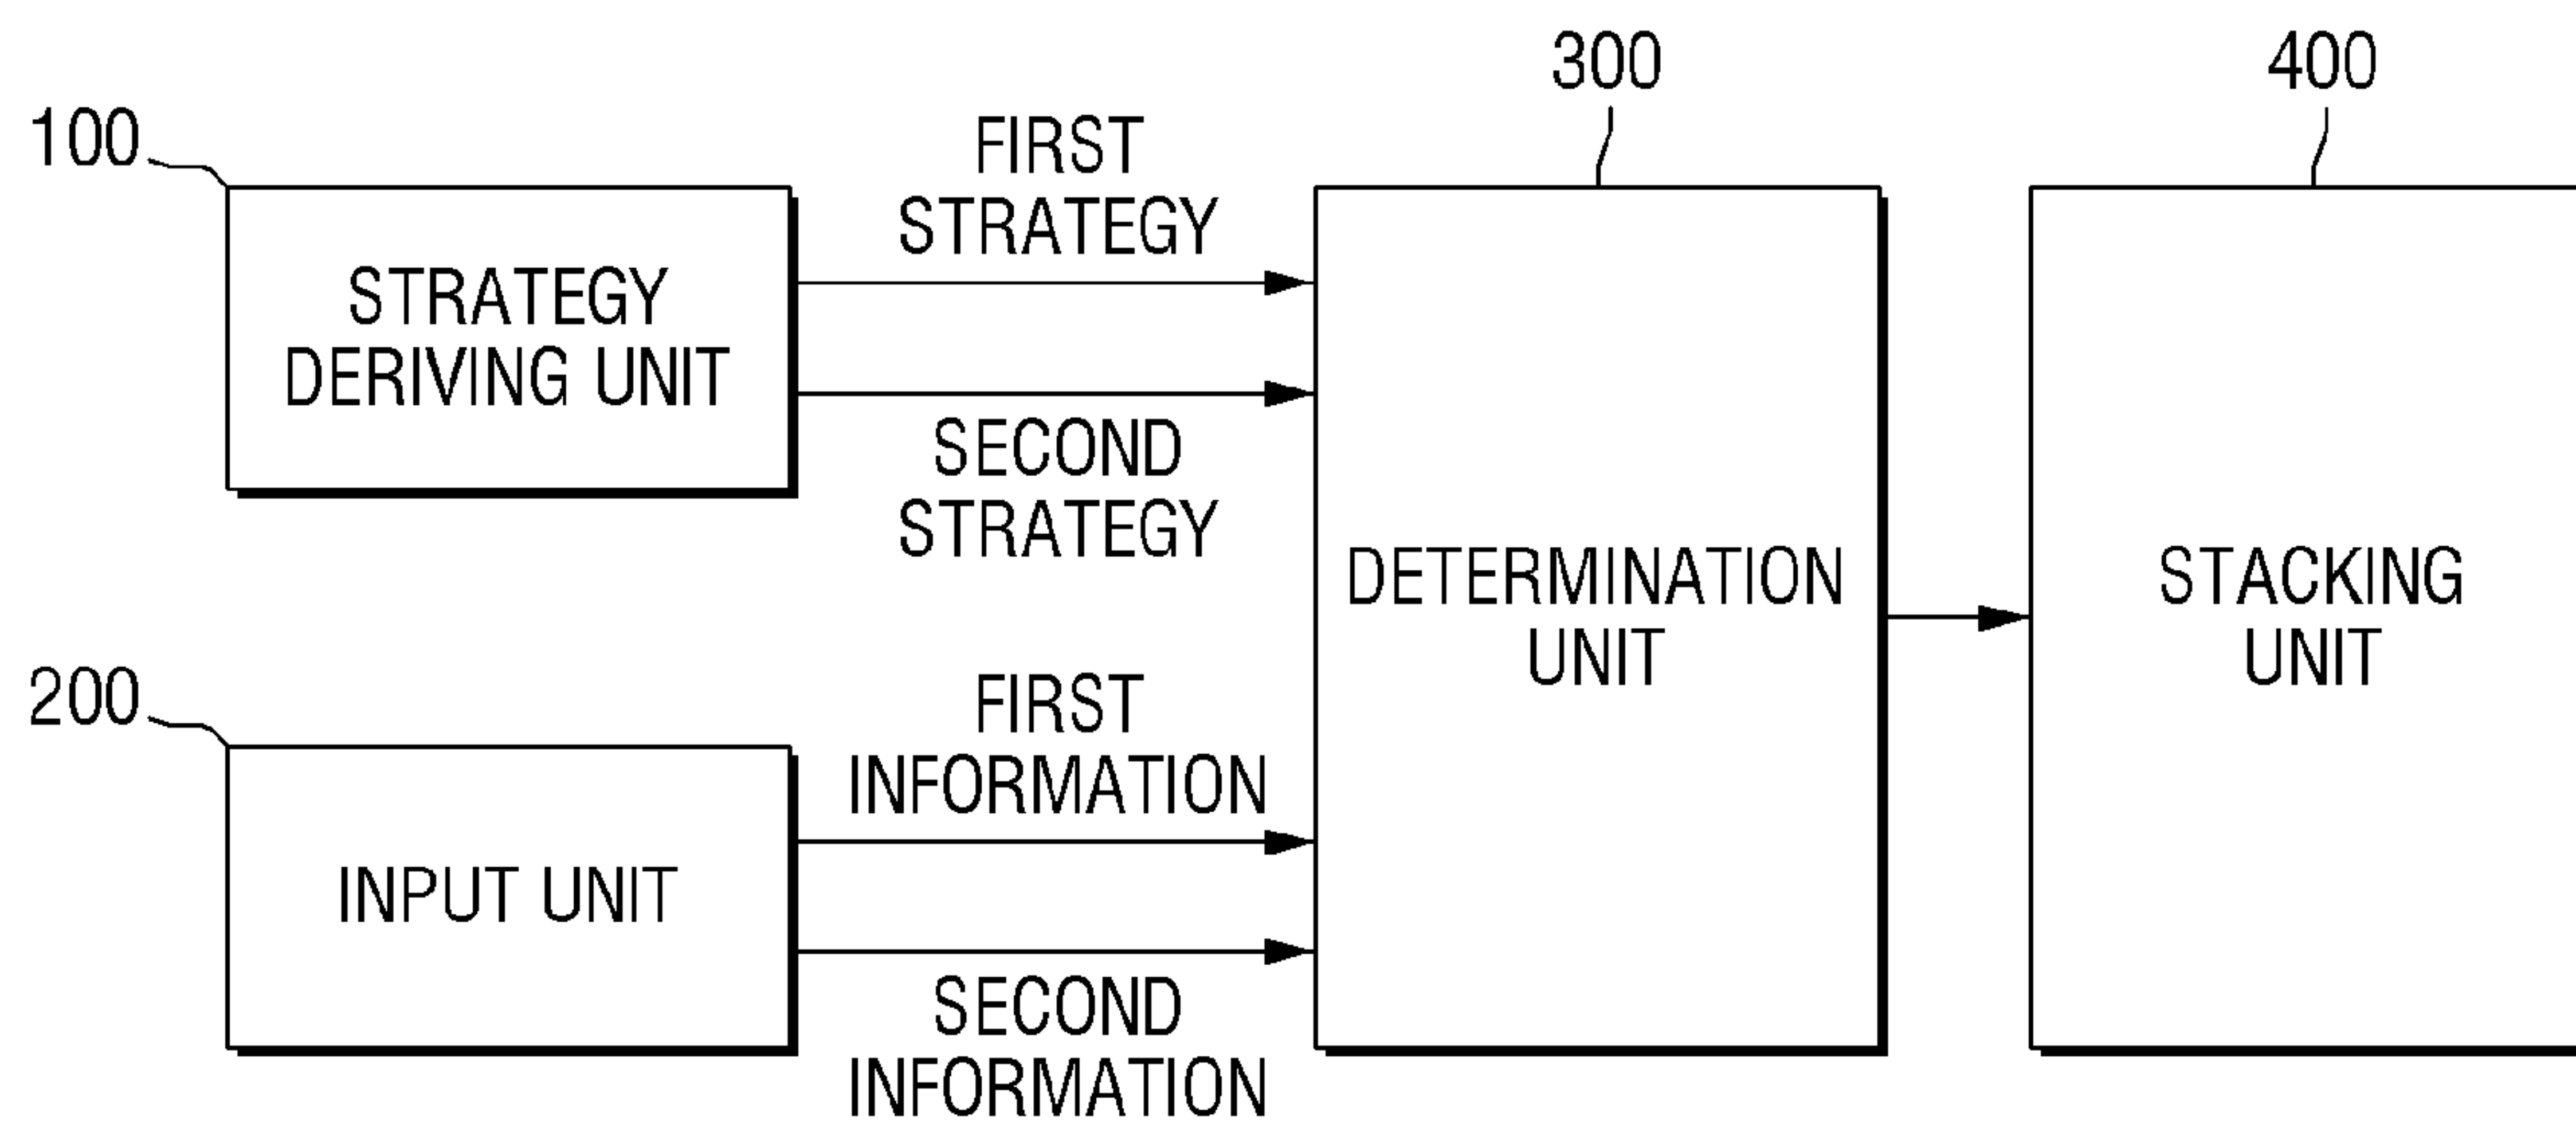 300
400
100
FIRST
STRATEGY
STRATEGY
DERIVING UNIT
SECOND
STRATEGY
DETERMINATION
UNIT
STACKING
UNIT
200
FIRST
INFORMATION
INPUT UNIT
SECOND
INFORMATION